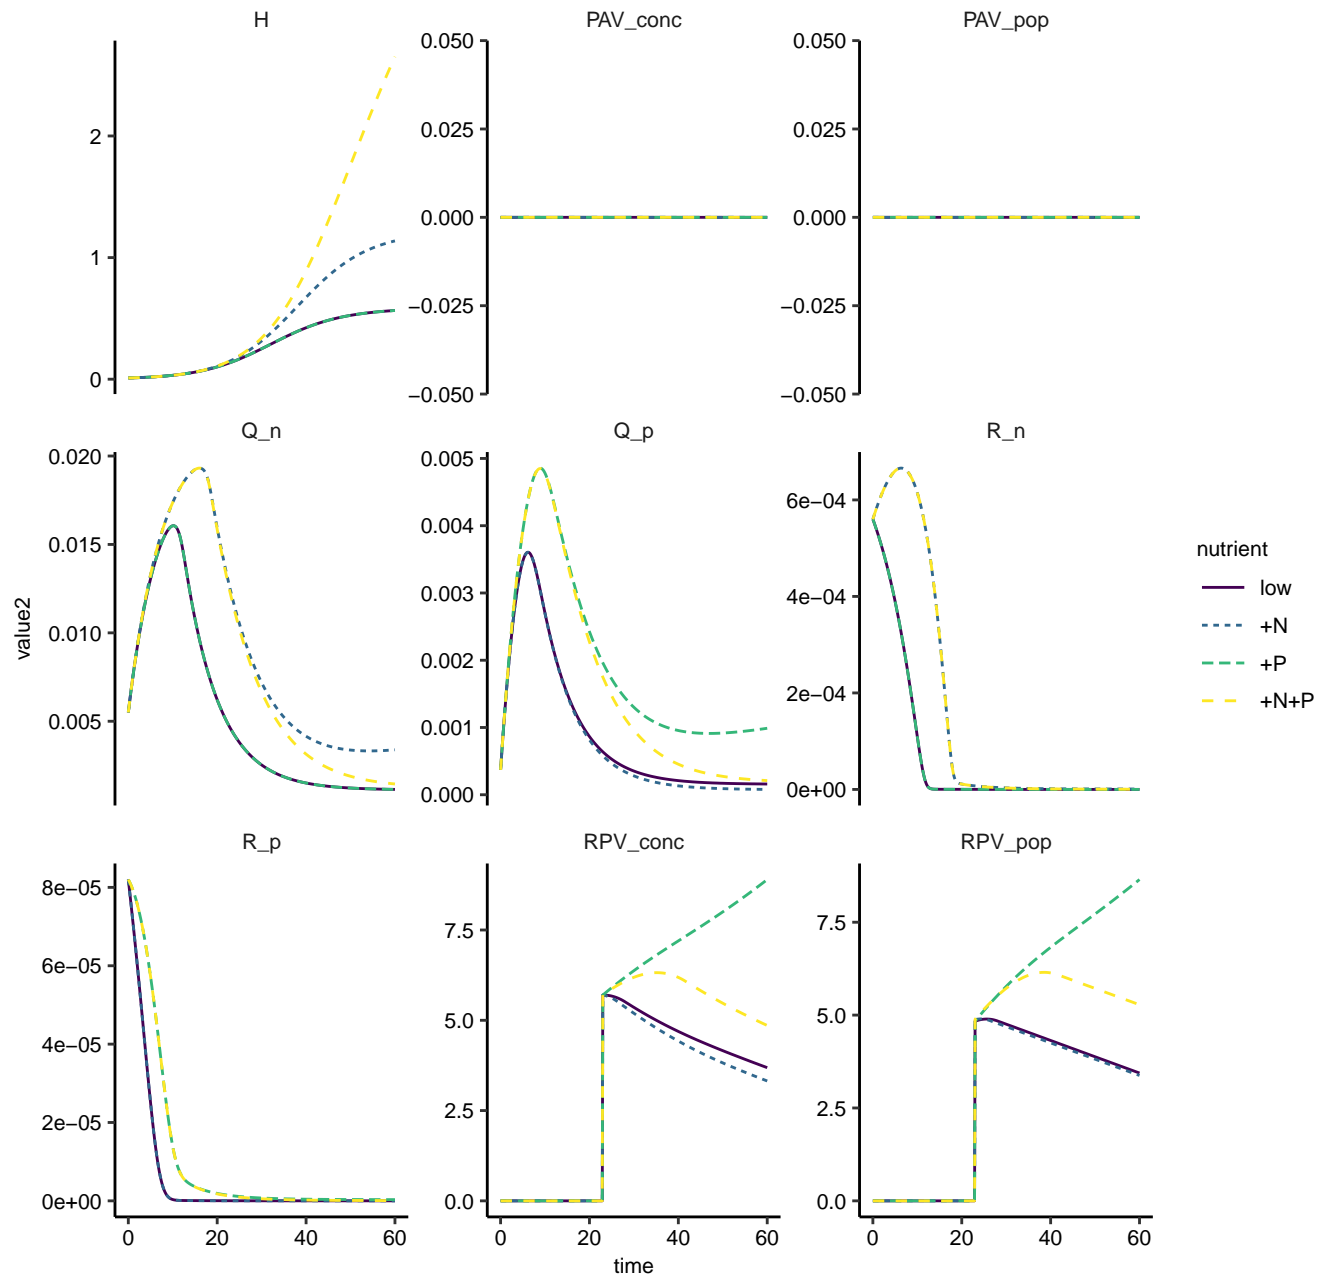 H
PAV_conc
PAV_pop
2
1
0
0.050
0.025
0.000
−0.025
−0.050
0.050
0.025
0.000
−0.025
−0.050
Q_n
Q_p
R_n
0.020
0.015
0.010
0.005
0.005
0.004
0.003
0.002
0.001
0.000
6e−04
4e−04
2e−04
0e+00
R_p
RPV_conc
RPV_pop
8e−05
6e−05
4e−05
2e−05
0e+00
7.5
5.0
2.5
0.0
7.5
5.0
2.5
0.0
0 20 40 60
0 20 40 60
0 20 40 60
time
value2
nutrient
low
+N
+P
+N+P